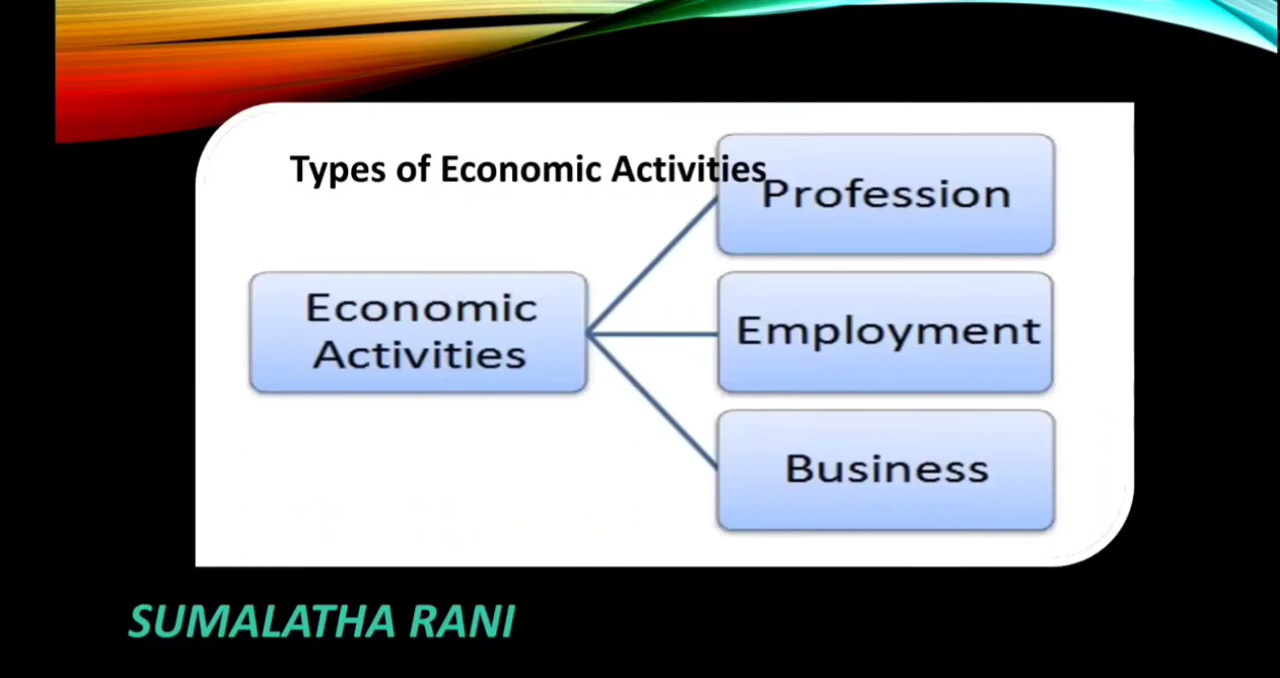 Types of Economic Activities
Profession
Economic
Activities
Employment
Business
SUMALATHA RANI